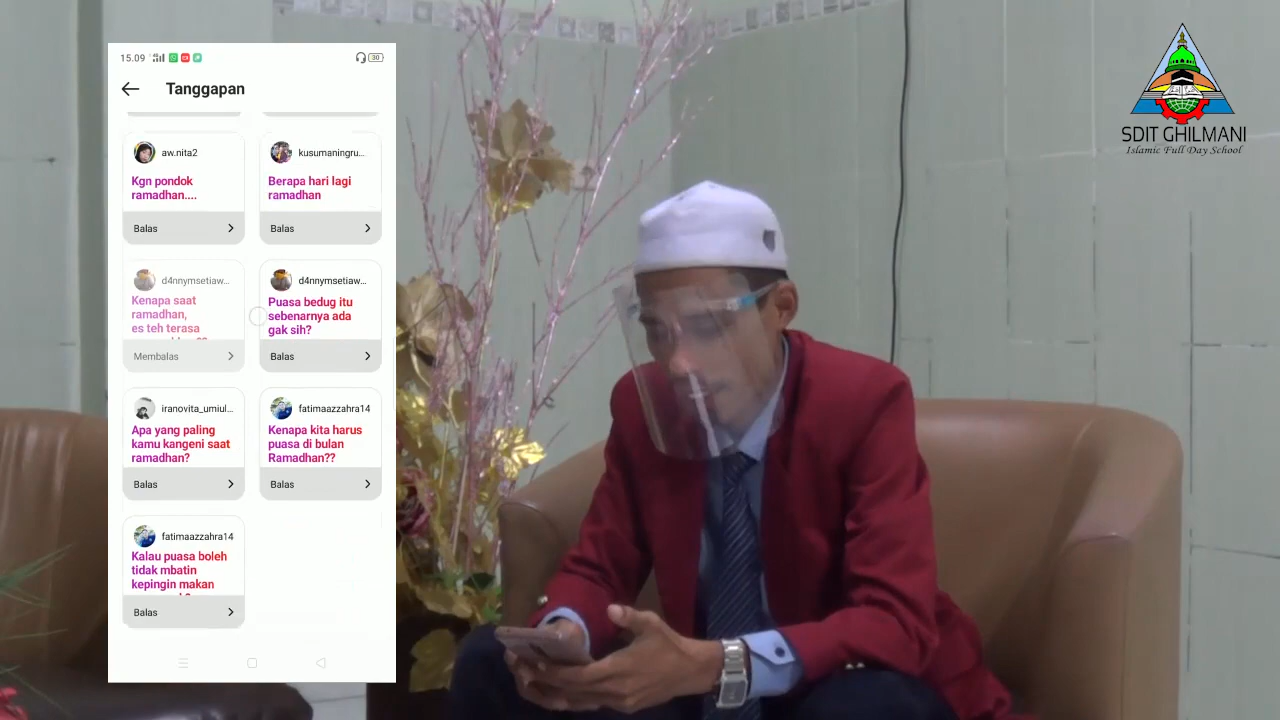 15.09
30
Tanggapan
aw.nita2
Kgn pondok
ramadhan....
Balas
kusumaningru...
Berapa hari lagi
ramadhan
Balas
d4nnymsetiaw...
Kenapa saat
ramadhan,
es teh terasa
Membalas
d4nnymsetiaw...
Puasa bedug itu
sebenarnya ada
gak sih?
Balas
iranovita_umiul...
Apa yang paling
kamu kangeni saat
ramadhan?
Balas
fatimaazzahra14
Kenapa kita harus
puasa di bulan
Ramadhan??
Balas
fatimaazzahra14
Kalau puasa boleh
tidak mbatin
kepingin makan
Balas
SDIT GHILMANI
Islamic Full Day School